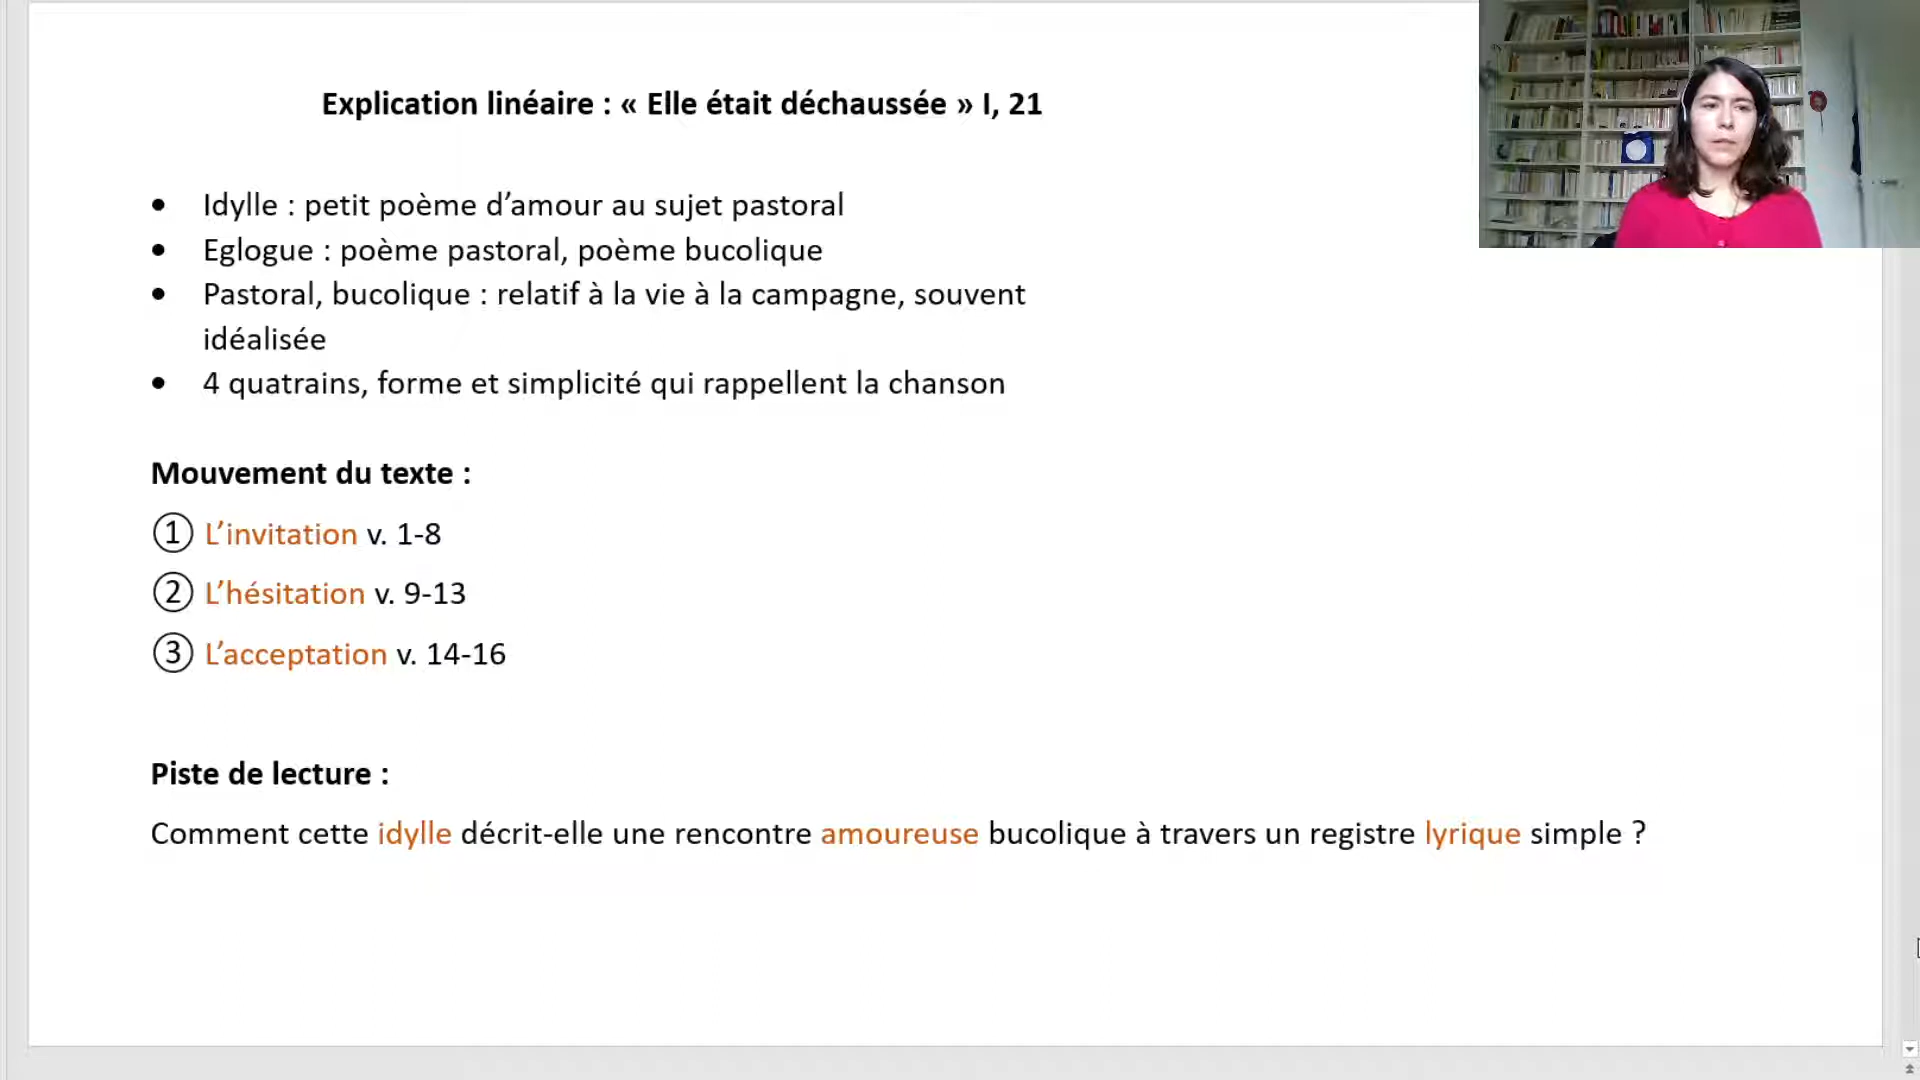 Explication linéaire : « Elle était déchaussée » I, 21
• Idylle : petit poème d’amour au sujet pastoral
• Eglogue : poème pastoral, poème bucolique
• Pastoral, bucolique : relatif à la vie à la campagne, souvent
idéalisée
• 4 quatrains, forme et simplicité qui rappellent la chanson
Mouvement du texte :
① L’invitation v. 1-8
② L’hésitation v. 9-13
③ L’acceptation v. 14-16
Piste de lecture :
Comment cette idylle décrit-elle une rencontre amoureuse bucolique à travers un registre lyrique simple ?